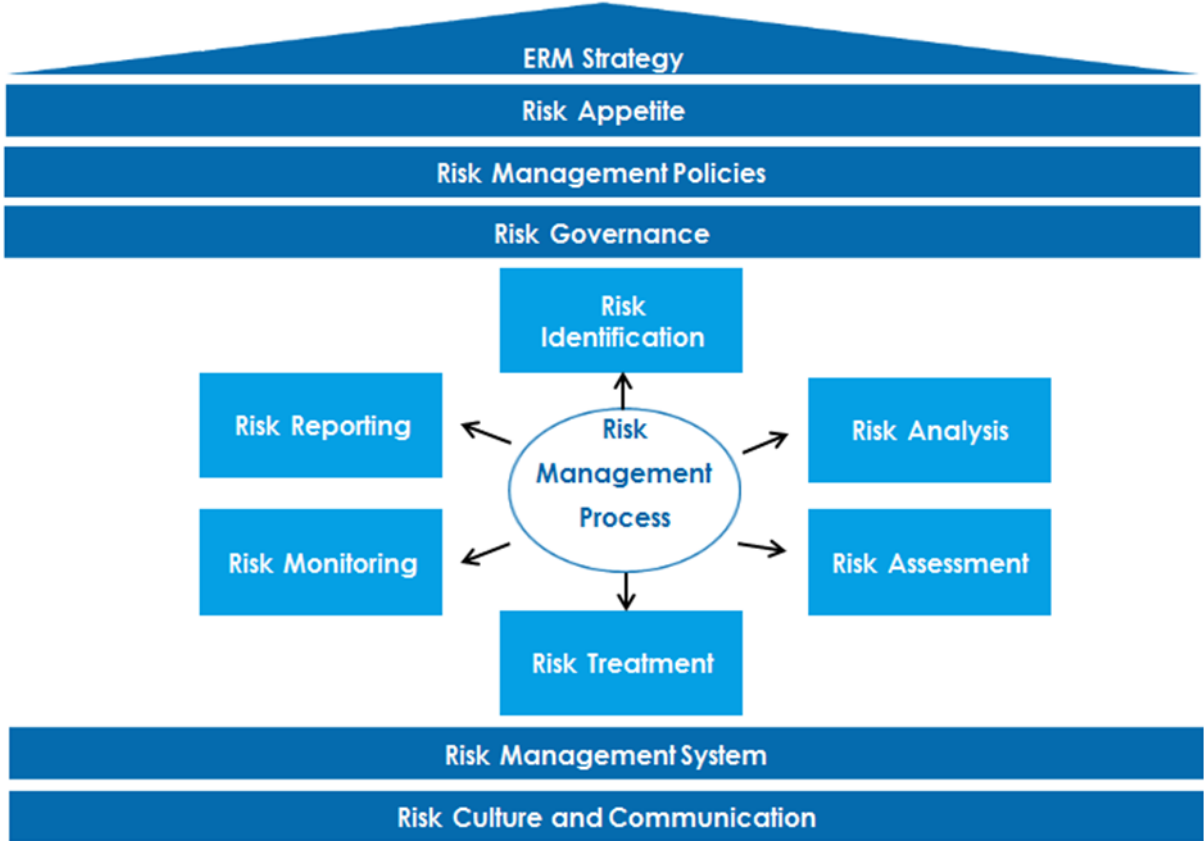 ERM Strategy
Risk Appetite
Risk Management Policies
Risk Governance
Risk
Identification
Risk Reporting
Risk
Management
Process
Risk Analysis
Risk Monitoring
Risk Assessment
Risk Treatment
Risk Management System
Risk Culture and Communication